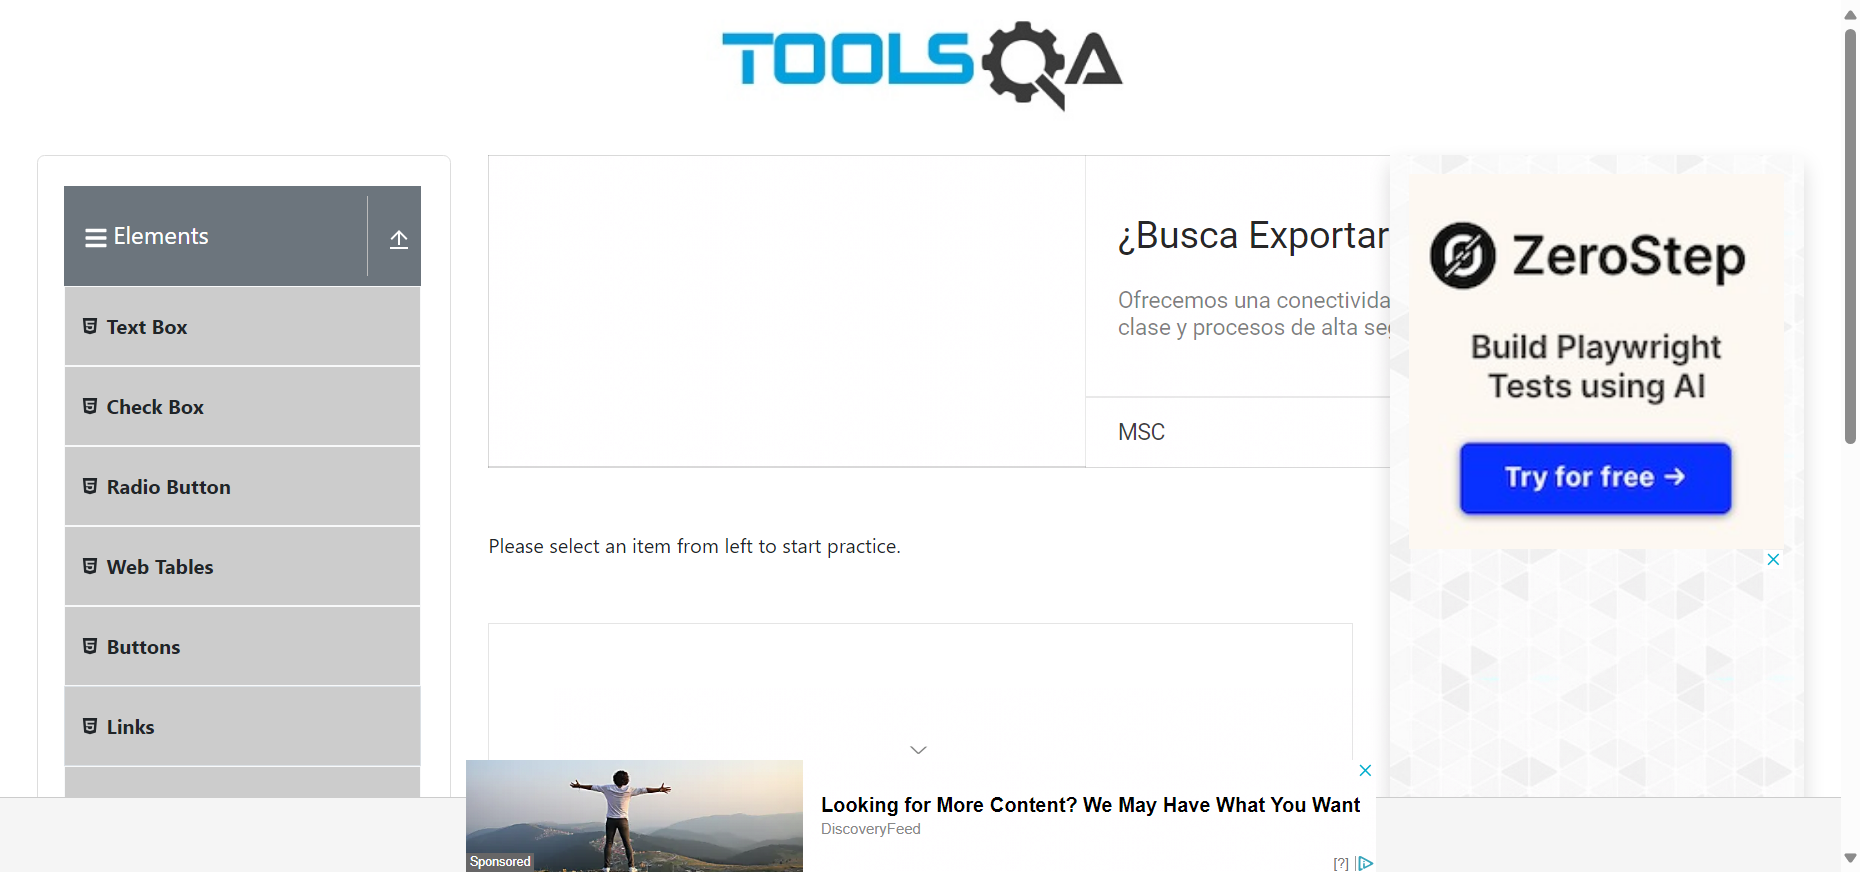 TOOLSQA
Elements
Text Box
Check Box
Radio Button
Web Tables
Buttons
Links
¿Busca Exportar
Ofrecemos una conectivida
clase y procesos de alta seg
MSC
Please select an item from left to start practice.
ZeroStep
Build Playwright
Tests using AI
Try for free →
Looking for More Content? We May Have What You Want
DiscoveryFeed
Sponsored
[?]